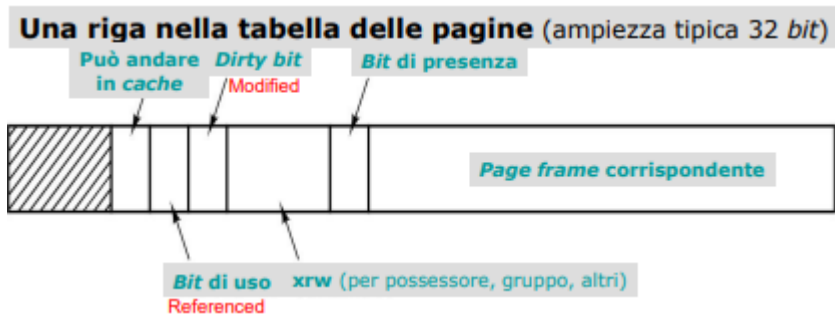 Una riga nella tabella delle pagine (ampiezza tipica 32 bit)
Può andare
in cache
Dirty bit
Modified
Bit di presenza
Page frame corrispondente
Bit di uso
Referenced
xrw (per possessore, gruppo, altri)